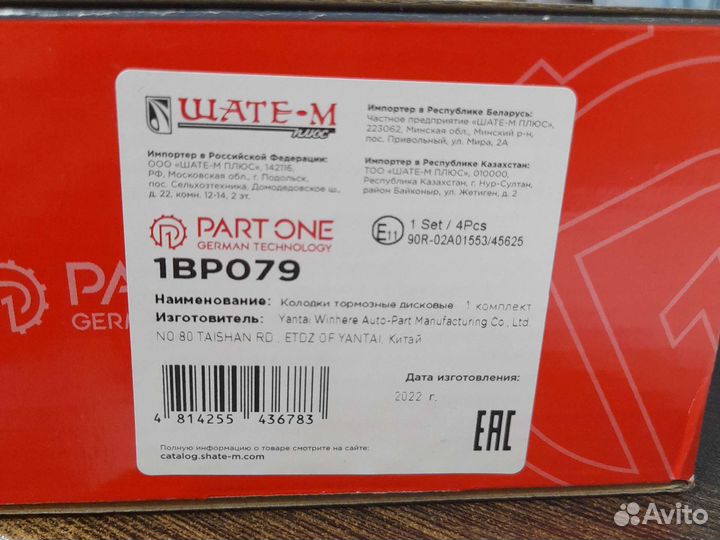 ШАТЕ-М
ПЛЮС
Импортер в Российской Федерации:
ООО «ШАТЕ-М ПЛЮС», 142116,
РФ, Московская обл., г. Подольск,
пос. Сельхозтехника, Домодедовское ш.,
д. 22, комн. 12-14, 2 эт.
Импортер в Республике Беларусь:
Частное предприятие «ШАТЕ-М ПЛЮС»,
223062, Минская обл., Минский р-н,
пос. Привольный, ул. Мира, 2А
Импортер в Республике Казахстан:
ТОО «ШАТЕ-М ПЛЮС», 010000,
Республика Казахстан, г. Нур-Султан,
район Байконыр, ул. Жетиген, д. 2
PART ONE
GERMAN TECHNOLOGY
E11
1 Set / 4Pcs
90R-02A01553/45625
1BP079
Наименование: Колодки тормозные дисковые 1 комплект
Изготовитель: Yantai Winhere Auto-Part Manufacturing Co., Ltd.
NO 80 TAISHAN RD., ETDZ OF YANTAI, Китай
4 814255 436783
Дата изготовления:
2022 г.
EAC
Полную информацию о товаре смотрите на сайте:
catalog.shate-m.com
PA
GERM
Avito